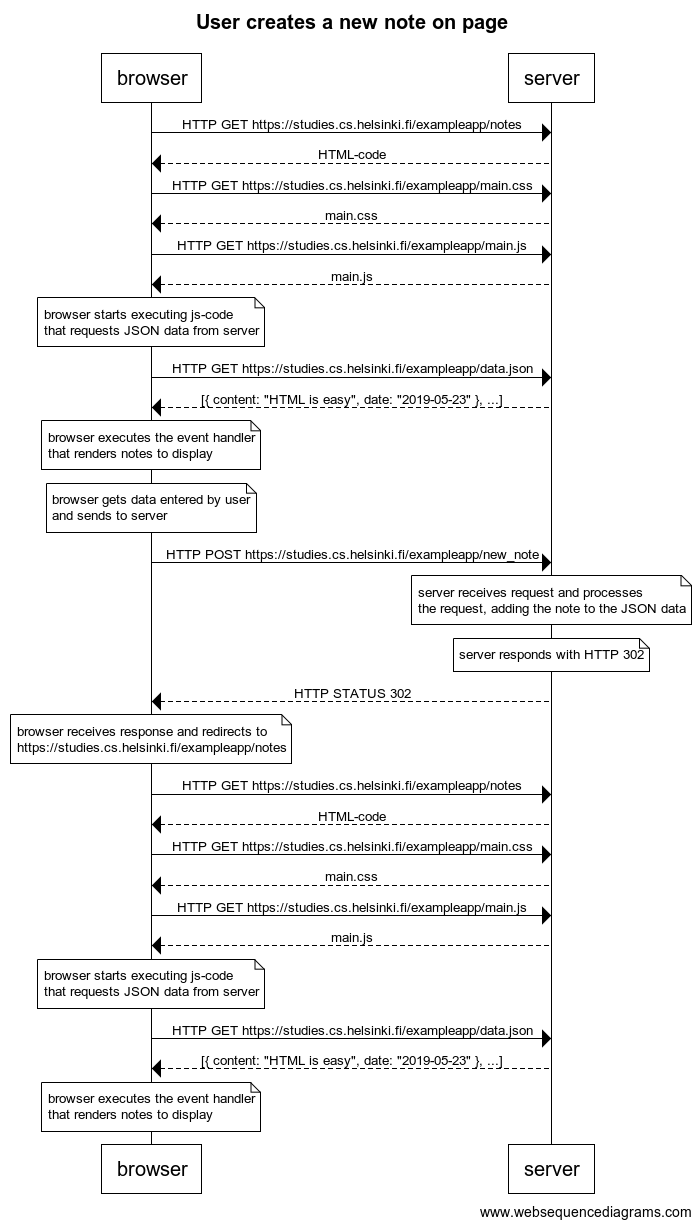 User creates a new note on page
browser
server
HTTP GET https://studies.cs.helsinki.fi/exampleapp/notes
HTML-code
HTTP GET https://studies.cs.helsinki.fi/exampleapp/main.css
main.css
HTTP GET https://studies.cs.helsinki.fi/exampleapp/main.js
main.js
browser starts executing js-code
that requests JSON data from server
HTTP GET https://studies.cs.helsinki.fi/exampleapp/data.json
[{ content: "HTML is easy", date: "2019-05-23" }, ...]
browser executes the event handler
that renders notes to display
browser gets data entered by user
and sends to server
HTTP POST https://studies.cs.helsinki.fi/exampleapp/new_note
server receives request and processes
the request, adding the note to the JSON data
server responds with HTTP 302
HTTP STATUS 302
browser receives response and redirects to
https://studies.cs.helsinki.fi/exampleapp/notes
HTTP GET https://studies.cs.helsinki.fi/exampleapp/notes
HTML-code
HTTP GET https://studies.cs.helsinki.fi/exampleapp/main.css
main.css
HTTP GET https://studies.cs.helsinki.fi/exampleapp/main.js
main.js
browser starts executing js-code
that requests JSON data from server
HTTP GET https://studies.cs.helsinki.fi/exampleapp/data.json
[{ content: "HTML is easy", date: "2019-05-23" }, ...]
browser executes the event handler
that renders notes to display
browser
server
www.websequencediagrams.com